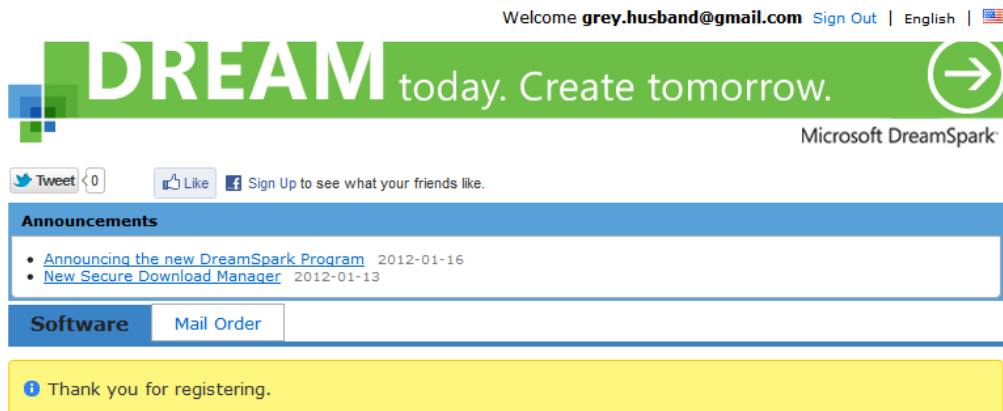 Welcome grey.husband@gmail.com Sign Out | English |
DREAM today. Create tomorrow.
Microsoft DreamSpark
Tweet 0 Like Sign Up to see what your friends like.
Announcements
• Announcing the new DreamSpark Program 2012-01-16
• New Secure Download Manager 2012-01-13
Software Mail Order
Thank you for registering.